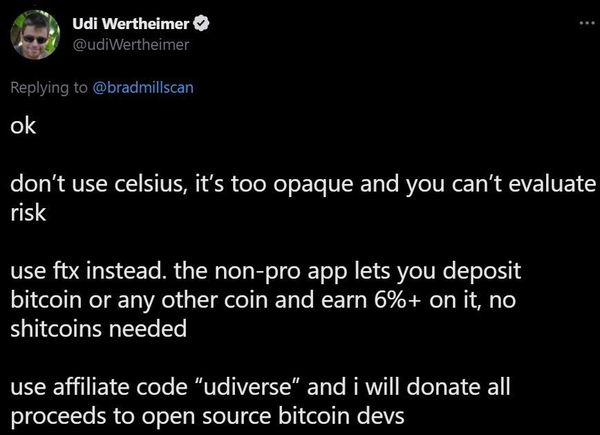 Udi Wertheimer
@udiWertheimer
Replying to @bradmillscan
ok
don’t use celsius, it’s too opaque and you can’t evaluate
risk
use ftx instead. the non-pro app lets you deposit
bitcoin or any other coin and earn 6%+ on it, no
shitcoins needed
use affiliate code “udiverse” and i will donate all
proceeds to open source bitcoin devs